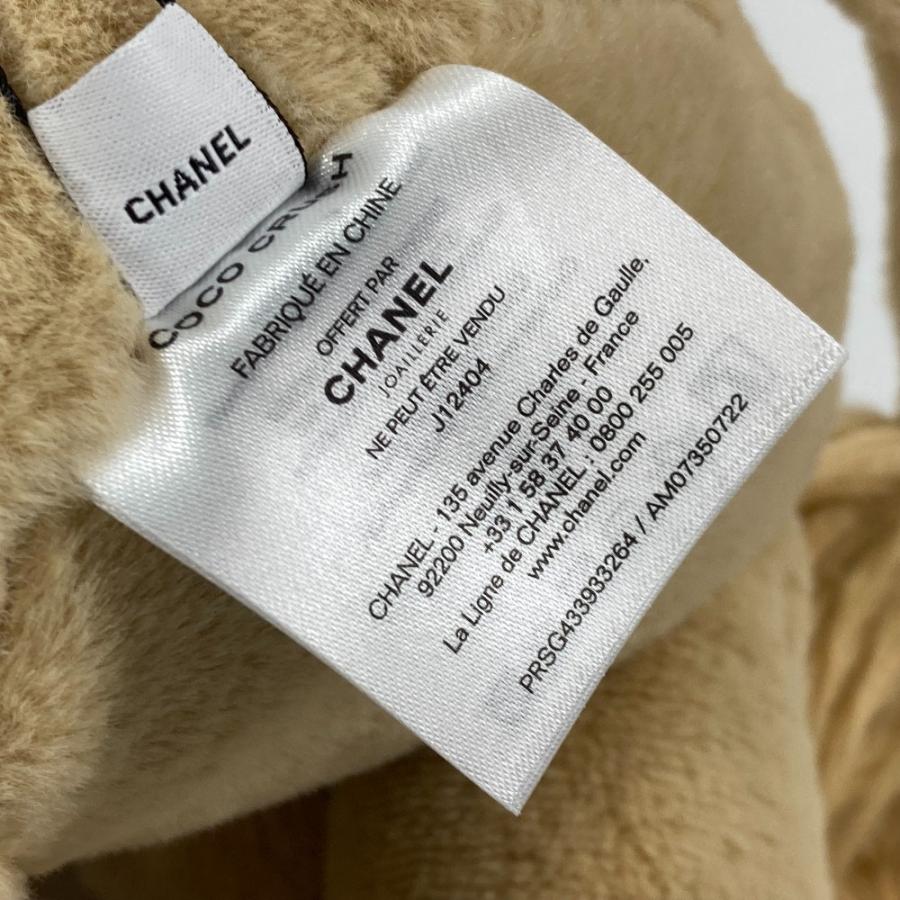 CHANEL
COCO CRUSH
FABRIQUÉ EN CHINE
OFFERT PAR
CHANEL
JOAILLERIE
NE PEUT ÊTRE VENDU
J12404
CHANEL - 135 avenue Charles de Gaulle,
92200 Neuilly-sur-Seine - France
+33 1 58 37 40 00
La Ligne de CHANEL : 0800 255 005
www.chanel.com
PRSG433933264 / AM07350722